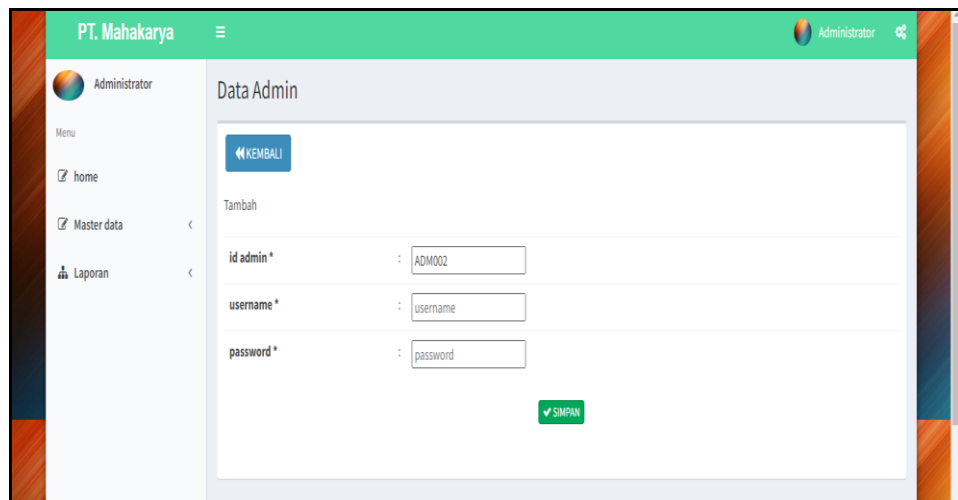 PT. Mahakarya
Administrator
Administrator
Menu
home
Master data
Laporan
Data Admin
KEMBALI
Tambah
id admin * : ADM002
username * : username
password * : password
SIMPAN